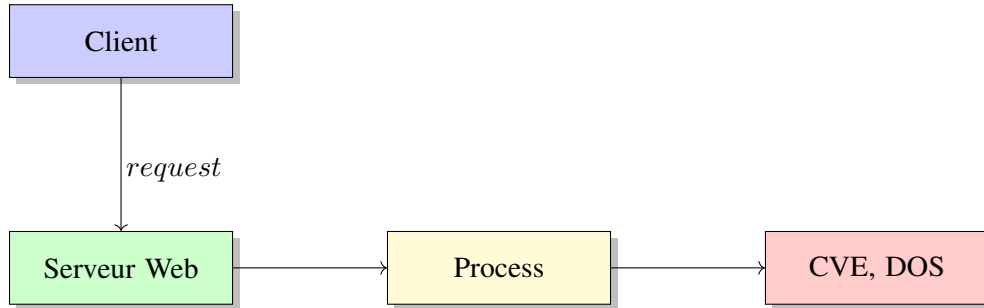 Client
request
Serveur Web
Process
CVE, DOS